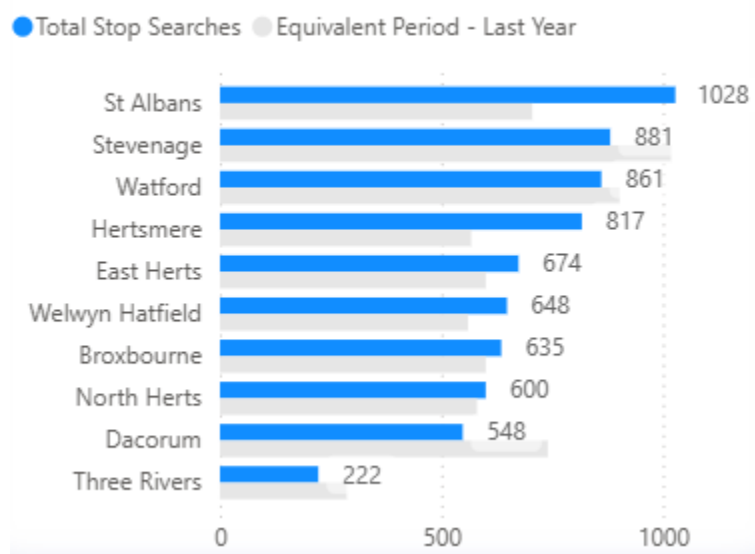 Total Stop Searches Equivalent Period - Last Year
St Albans 1028
Stevenage 881
Watford 861
Hertsmere 817
East Herts 674
Welwyn Hatfield 648
Broxbourne 635
North Herts 600
Dacorum 548
Three Rivers 222
0 500 1000